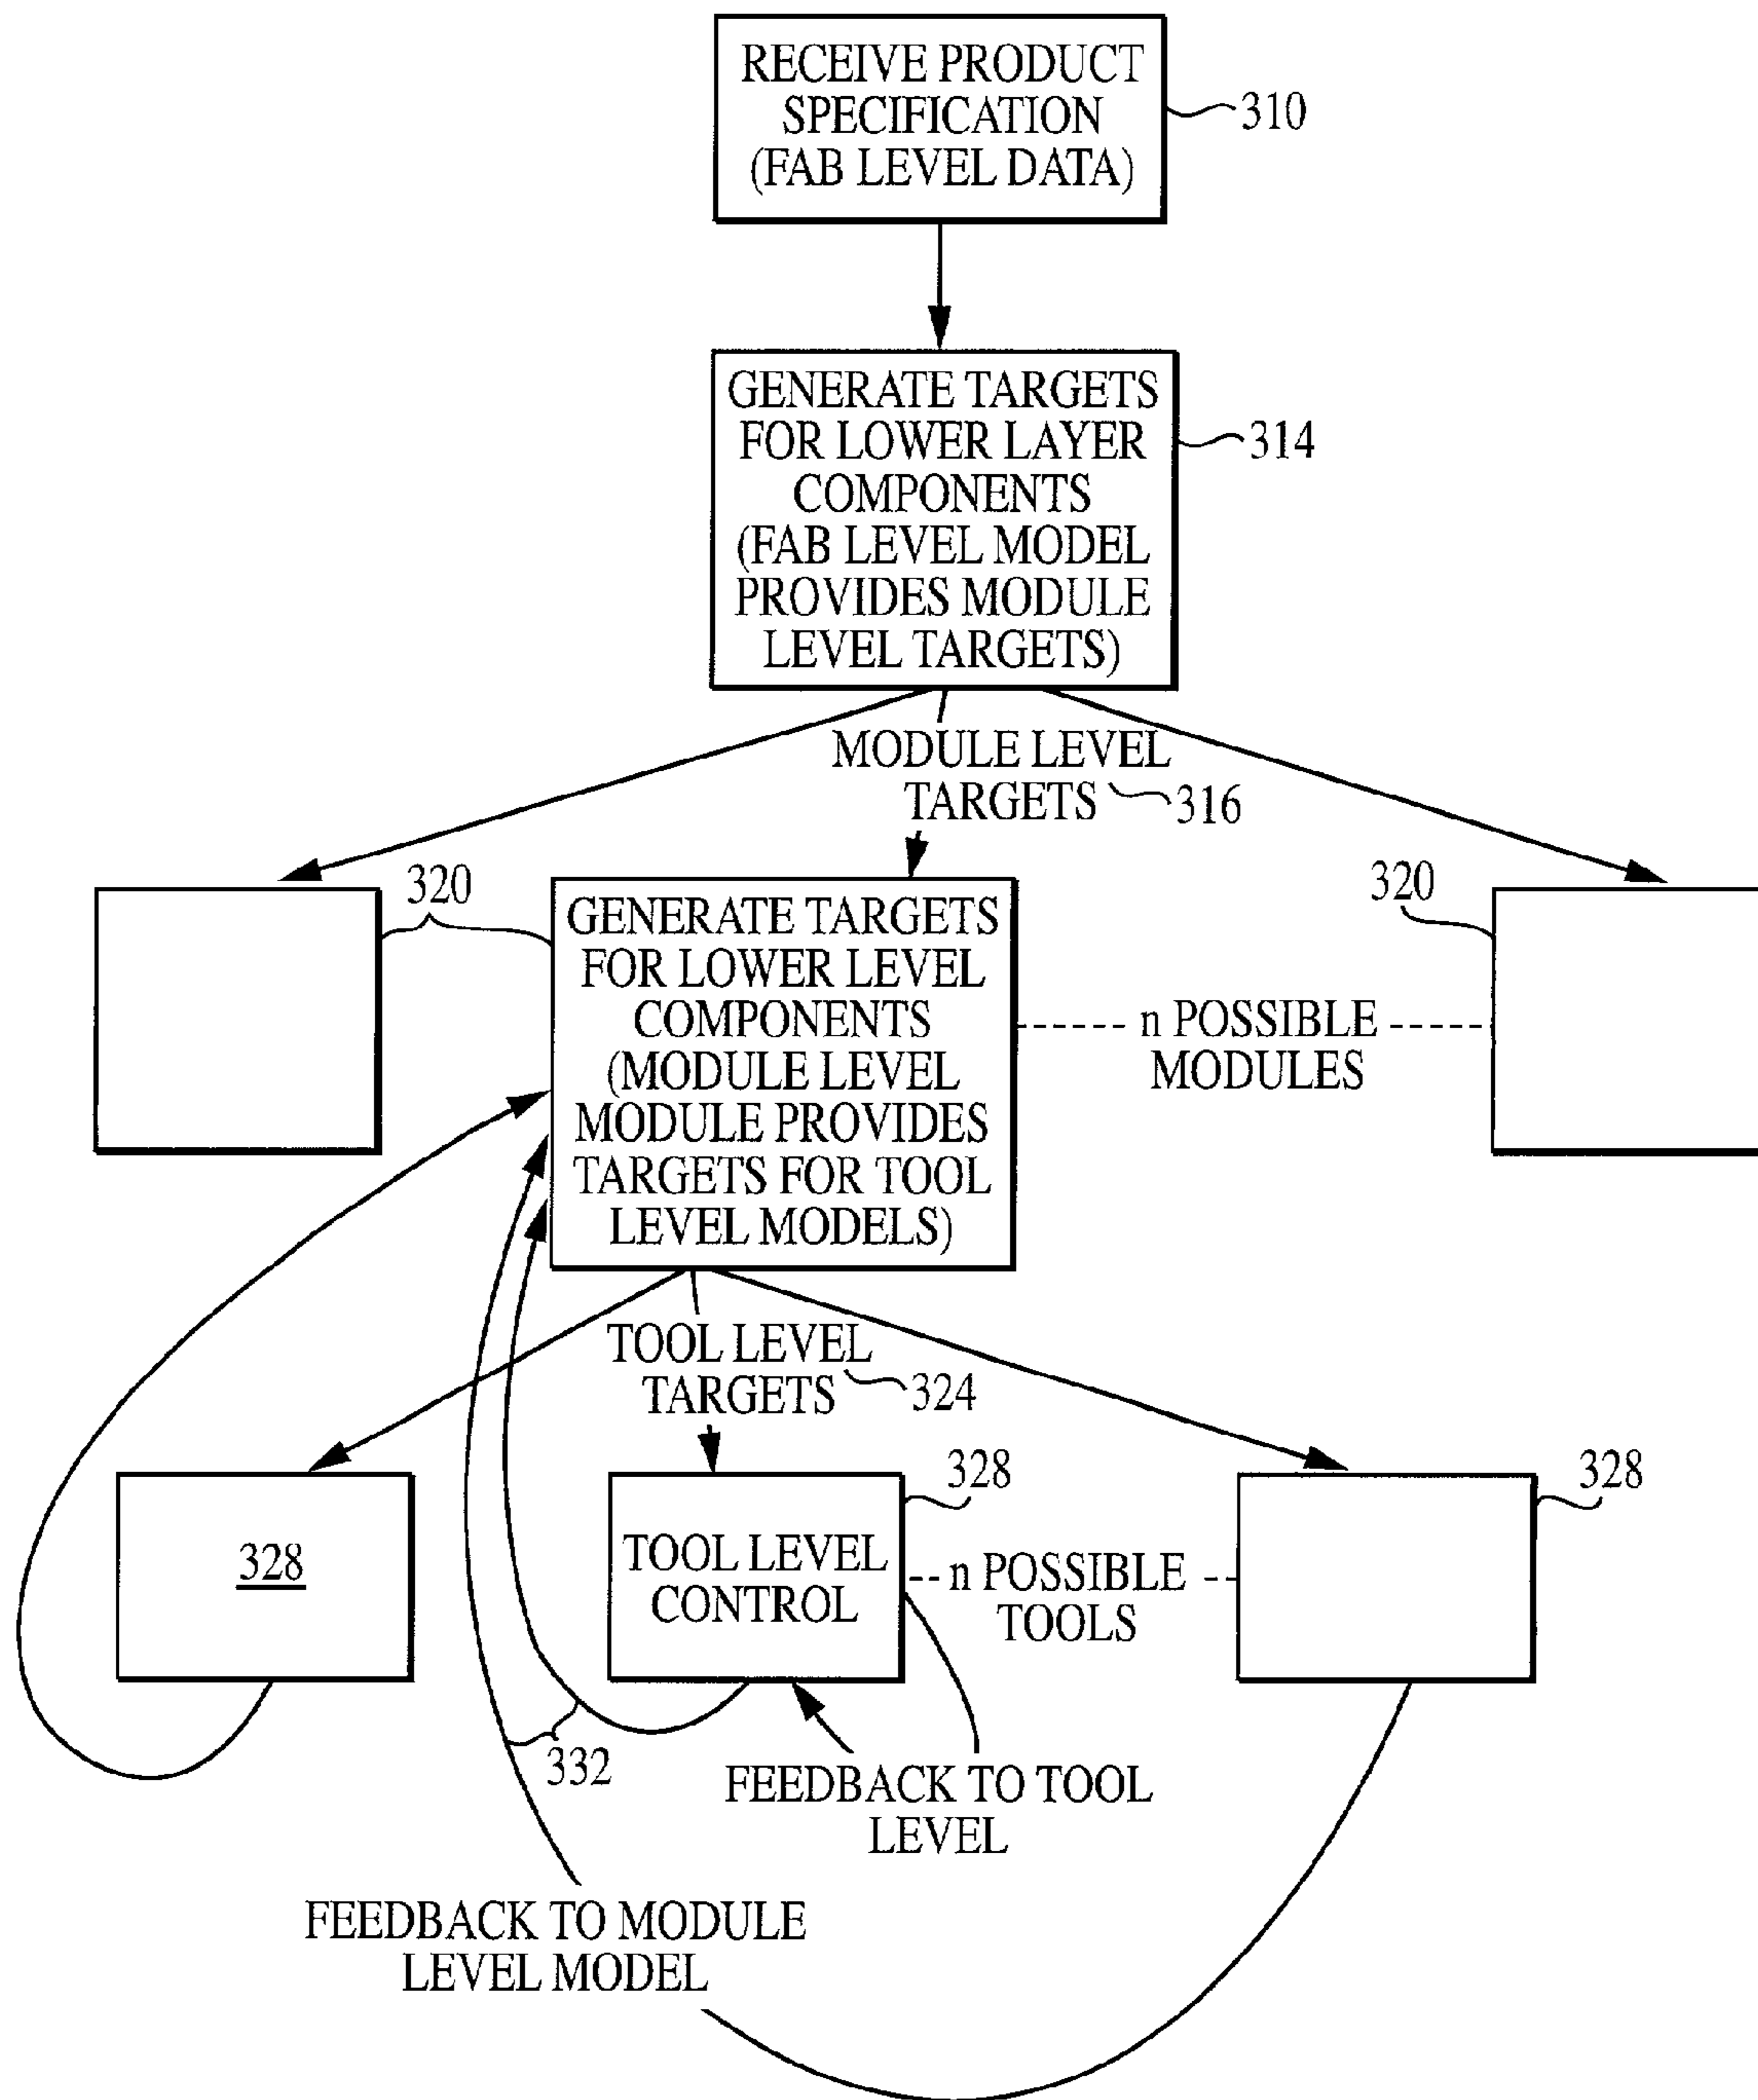 RECEIVE PRODUCT
SPECIFICATION
(FAB LEVEL DATA)
310
GENERATE TARGETS
FOR LOWER LAYER
COMPONENTS
(FAB LEVEL MODEL
PROVIDES MODULE
LEVEL TARGETS)
314
MODULE LEVEL
TARGETS
316
320
GENERATE TARGETS
FOR LOWER LEVEL
COMPONENTS
(MODULE LEVEL
MODULE PROVIDES
TARGETS FOR TOOL
LEVEL MODELS)
n POSSIBLE
MODULES
320
TOOL LEVEL
TARGETS
324
328
TOOL LEVEL
CONTROL
328
n POSSIBLE
TOOLS
328
332
FEEDBACK TO TOOL
LEVEL
FEEDBACK TO MODULE
LEVEL MODEL